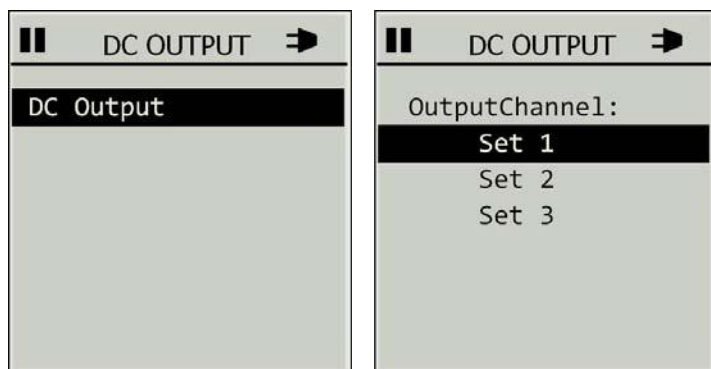 DC OUTPUT
DC Output
DC OUTPUT
OutputChannel:
Set 1
Set 2
Set 3